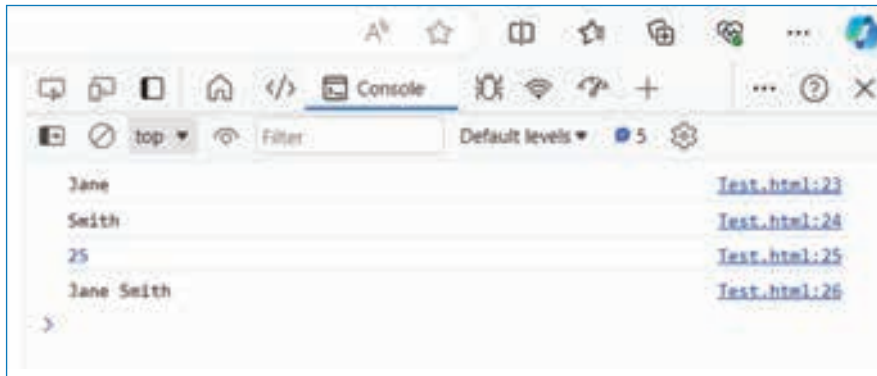 A))
Console
top Filter Default levels 5
Jane Test.html:23
Smith Test.html:24
25 Test.html:25
Jane Smith Test.html:26
>